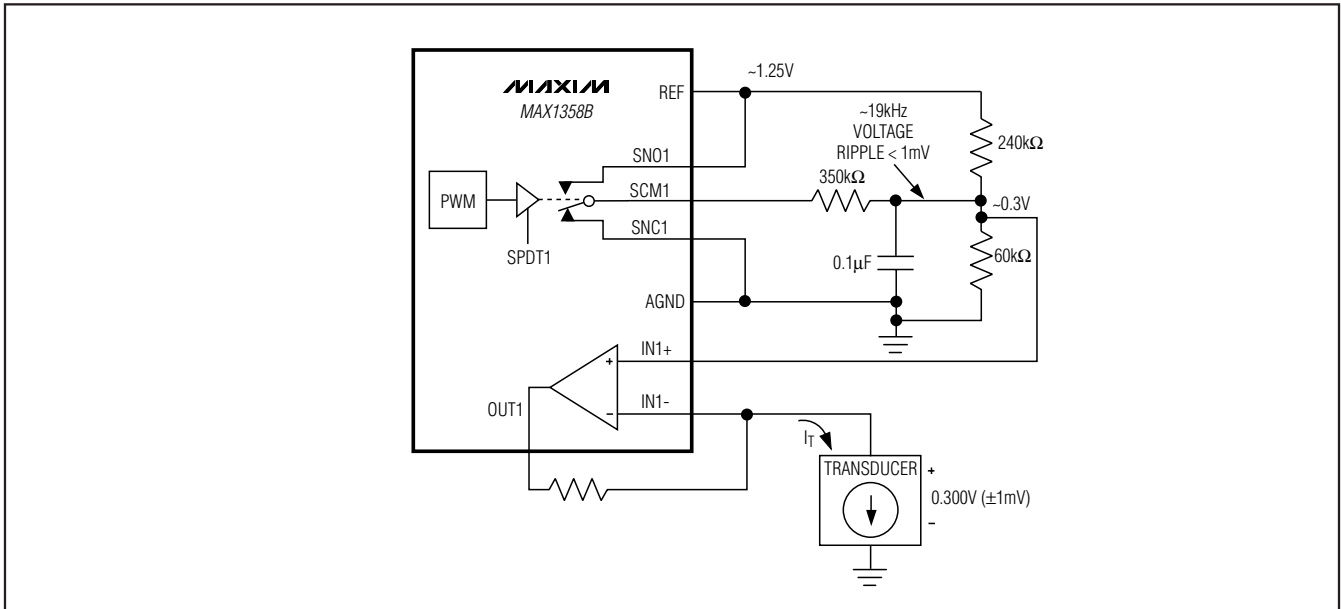 MAXIM
MAX1358B
REF
~1.25V
~19kHz
VOLTAGE
RIPPLE < 1mV
240kΩ
SNO1
350kΩ
PWM
SCM1
~0.3V
SNC1
SPDT1
0.1µF
60kΩ
AGND
IN1+
+
OUT1
IN1-
−
IT
TRANSDUCER
+
0.300V (±1mV)
−